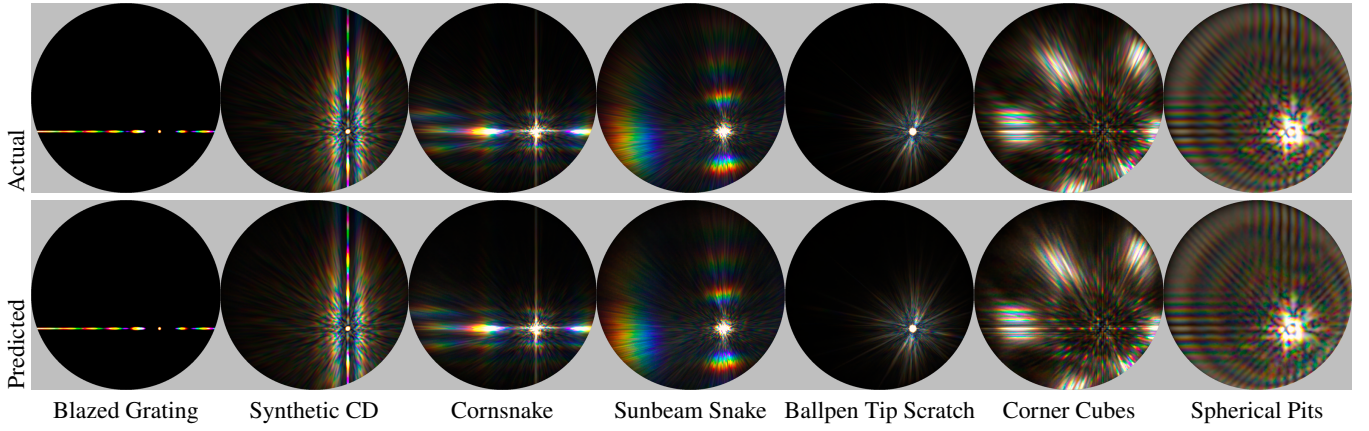 Actual
Predicted
Blazed Grating
Synthetic CD
Cornsnake
Sunbeam Snake
Ballpen Tip Scratch
Corner Cubes
Spherical Pits